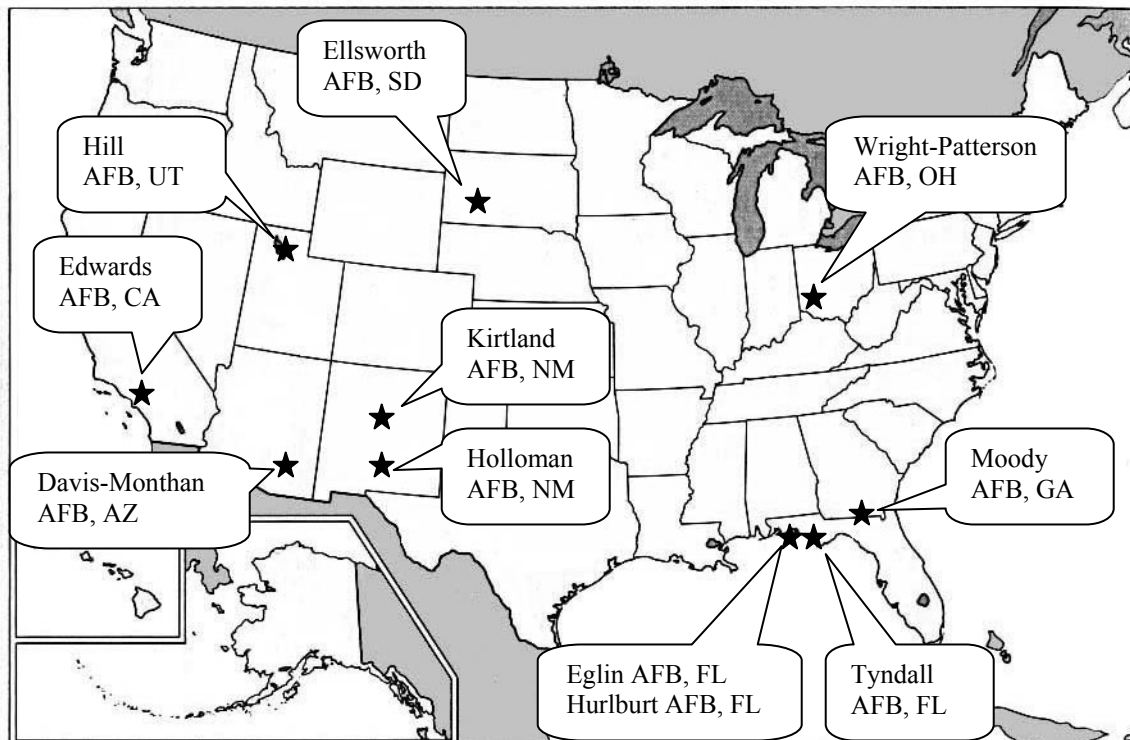 Ellsworth
AFB, SD
Hill
AFB, UT
Wright-Patterson
AFB, OH
Edwards
AFB, CA
Kirtland
AFB, NM
Davis-Monthan
AFB, AZ
Holloman
AFB, NM
Moody
AFB, GA
Eglin AFB, FL
Hurlburt AFB, FL
Tyndall
AFB, FL